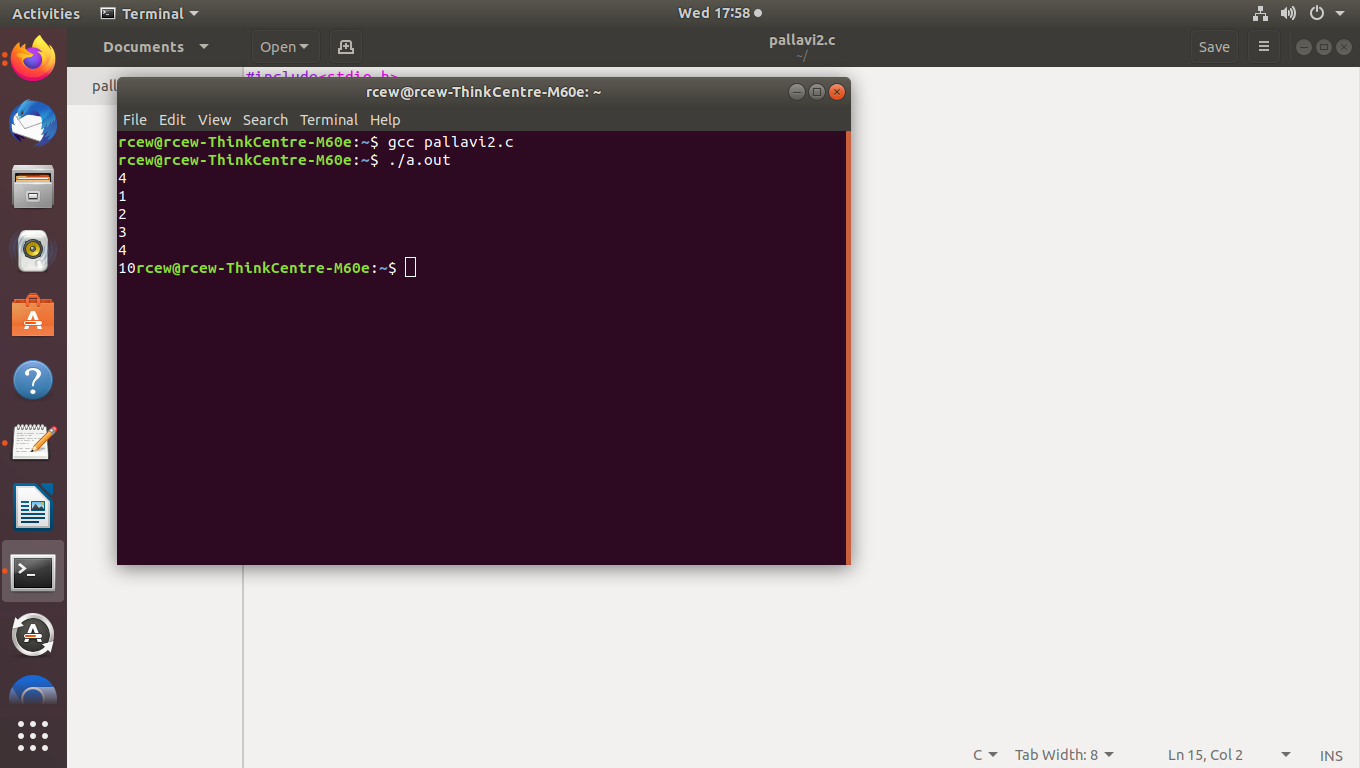 Activities Terminal Wed 17:58
Documents Open pallavi2.c Save
~/
#include<stdio.h>
rcew@rcew-ThinkCentre-M60e: ~
File Edit View Search Terminal Help
rcew@rcew-ThinkCentre-M60e:~$ gcc pallavi2.c
rcew@rcew-ThinkCentre-M60e:~$ ./a.out
4
1
2
3
4
10rcew@rcew-ThinkCentre-M60e:~$
C Tab Width: 8 Ln 15, Col 2 INS